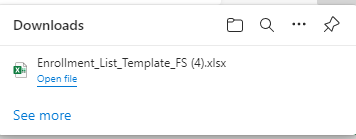 Downloads
Enrollment_List_Template_FS (4).xlsx
Open file
See more